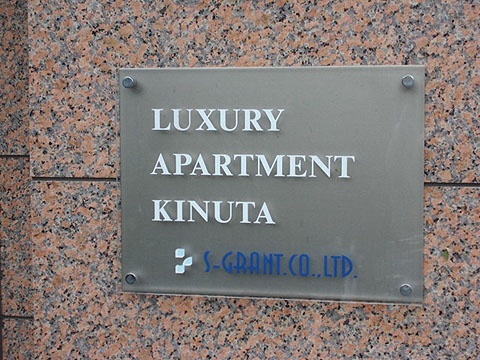 LUXURY
APARTMENT
KINUTA
S-GRANT.CO.,LTD.